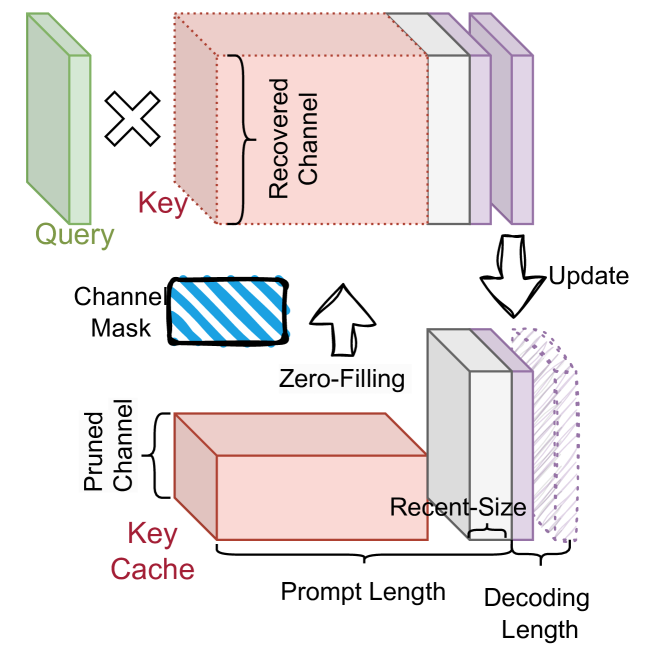 Recovered
Channel
Key
Query
Channel
Mask
Update
Zero-Filling
Pruned
Channel
Recent-Size
Key
Cache
Prompt Length
Decoding
Length